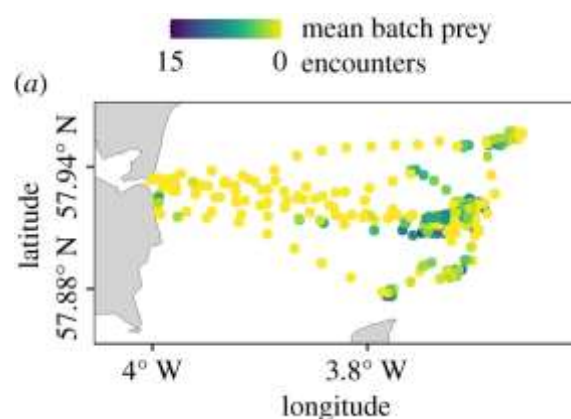 mean batch prey
15 0 encounters
(a)
57.94° N
57.88° N
latitude
4° W 3.8° W
longitude